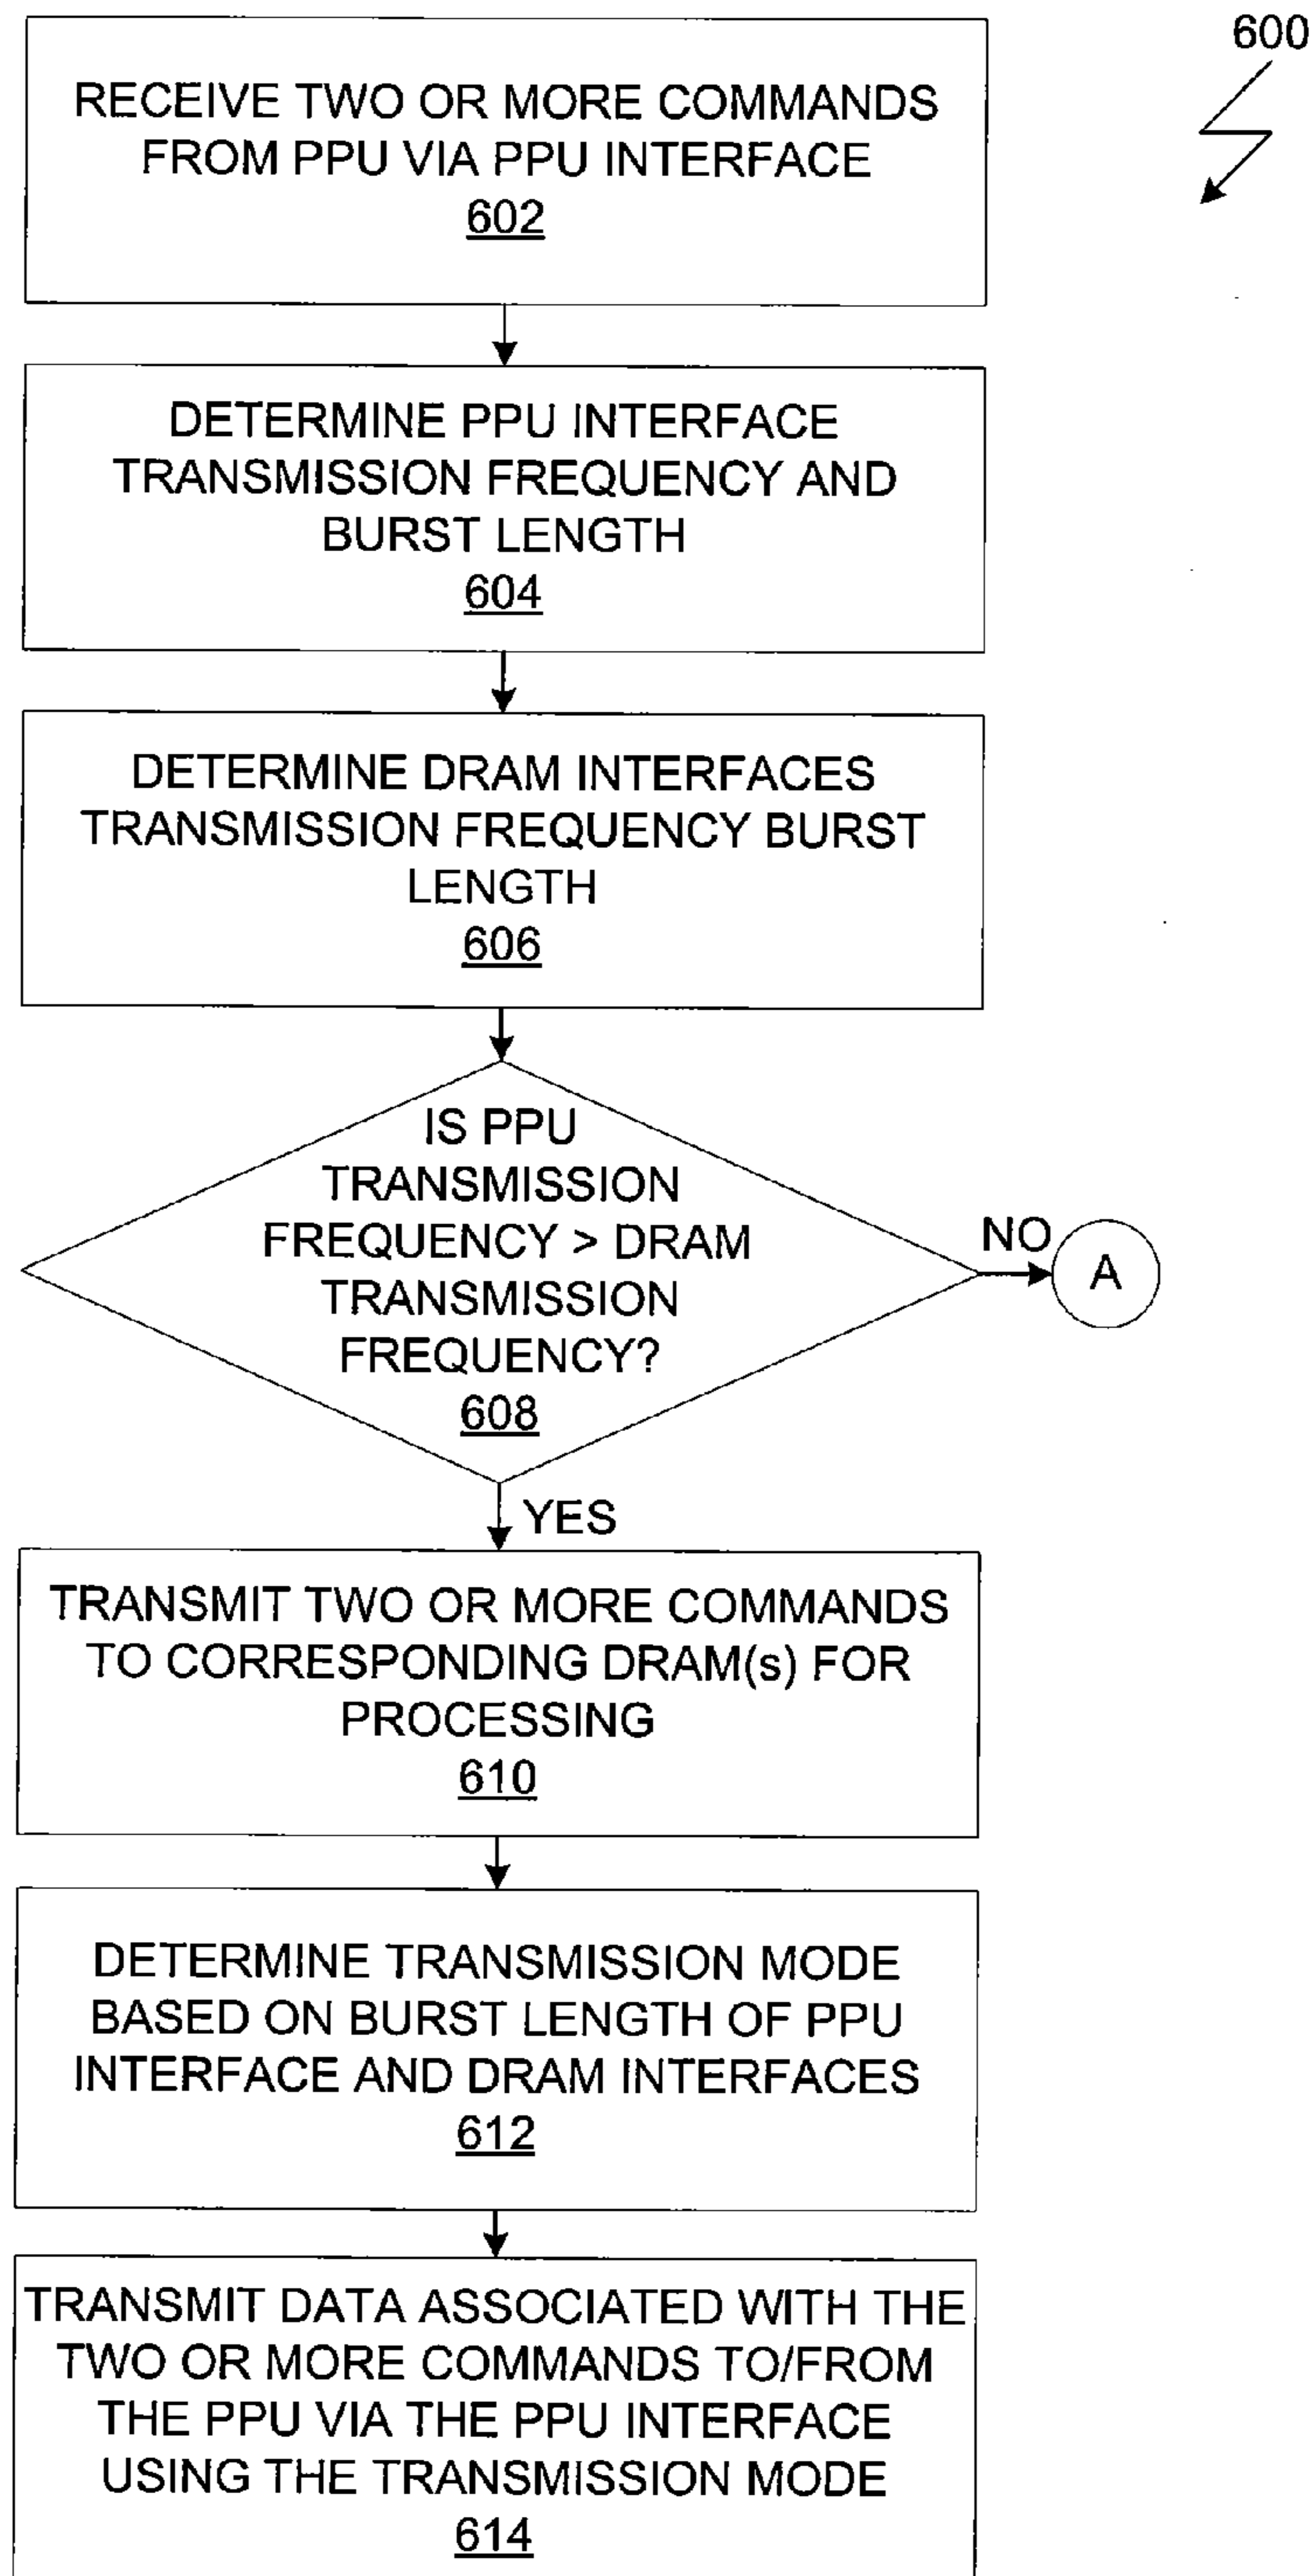 600
RECEIVE TWO OR MORE COMMANDS
FROM PPU VIA PPU INTERFACE
602
DETERMINE PPU INTERFACE
TRANSMISSION FREQUENCY AND
BURST LENGTH
604
DETERMINE DRAM INTERFACES
TRANSMISSION FREQUENCY BURST
LENGTH
606
IS PPU
TRANSMISSION
FREQUENCY > DRAM
TRANSMISSION
FREQUENCY?
608
NO
A
YES
TRANSMIT TWO OR MORE COMMANDS
TO CORRESPONDING DRAM(s) FOR
PROCESSING
610
DETERMINE TRANSMISSION MODE
BASED ON BURST LENGTH OF PPU
INTERFACE AND DRAM INTERFACES
612
TRANSMIT DATA ASSOCIATED WITH THE
TWO OR MORE COMMANDS TO/FROM
THE PPU VIA THE PPU INTERFACE
USING THE TRANSMISSION MODE
614